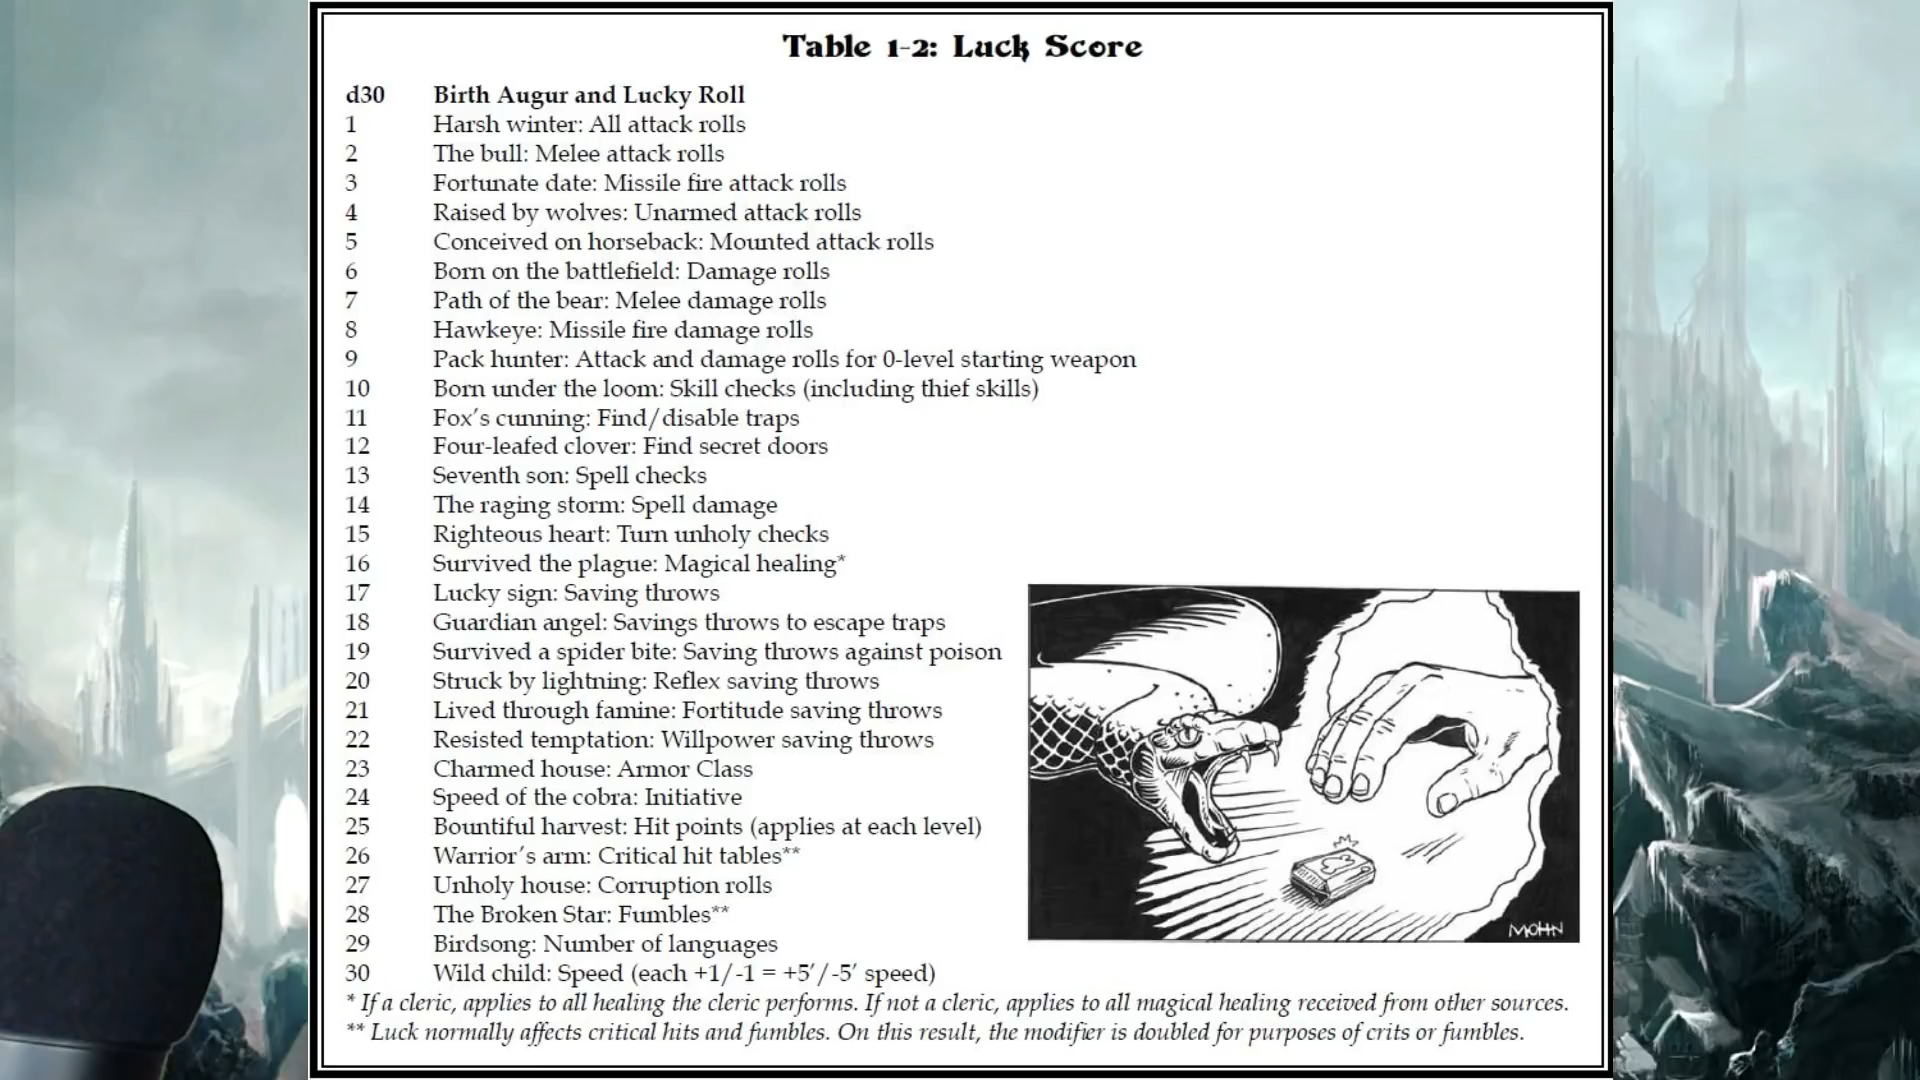 Table 1-2: Luck Score
d30 Birth Augur and Lucky Roll
1 Harsh winter: All attack rolls
2 The bull: Melee attack rolls
3 Fortunate date: Missile fire attack rolls
4 Raised by wolves: Unarmed attack rolls
5 Conceived on horseback: Mounted attack rolls
6 Born on the battlefield: Damage rolls
7 Path of the bear: Melee damage rolls
8 Hawkeye: Missile fire damage rolls
9 Pack hunter: Attack and damage rolls for 0-level starting weapon
10 Born under the loom: Skill checks (including thief skills)
11 Fox's cunning: Find/disable traps
12 Four-leafed clover: Find secret doors
13 Seventh son: Spell checks
14 The raging storm: Spell damage
15 Righteous heart: Turn unholy checks
16 Survived the plague: Magical healing*
17 Lucky sign: Saving throws
18 Guardian angel: Savings throws to escape traps
19 Survived a spider bite: Saving throws against poison
20 Struck by lightning: Reflex saving throws
21 Lived through famine: Fortitude saving throws
22 Resisted temptation: Willpower saving throws
23 Charmed house: Armor Class
24 Speed of the cobra: Initiative
25 Bountiful harvest: Hit points (applies at each level)
26 Warrior's arm: Critical hit tables**
27 Unholy house: Corruption rolls
28 The Broken Star: Fumbles**
29 Birdsong: Number of languages
30 Wild child: Speed (each +1/-1 = +5'/-5' speed)
MOHN
* If a cleric, applies to all healing the cleric performs. If not a cleric, applies to all magical healing received from other sources.
** Luck normally affects critical hits and fumbles. On this result, the modifier is doubled for purposes of crits or fumbles.